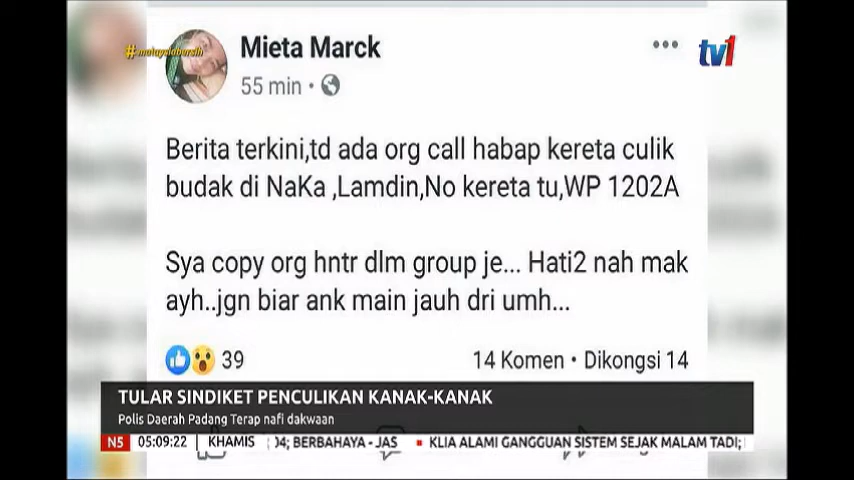 #malaysiabersih
tv1
Mieta Marck
55 min
Berita terkini,td ada org call habap kereta culik
budak di NaKa ,Lamdin,No kereta tu,WP 1202A
Sya copy org hntr dlm group je... Hati2 nah mak
ayh..jgn biar ank main jauh dri umh...
39 14 Komen • Dikongsi 14
TULAR SINDIKET PENCULIKAN KANAK-KANAK
Polis Daerah Padang Terap nafi dakwaan
N5 05:09:22 KHAMIS 04; BERBAHAYA - JAS KLIA ALAMI GANGGUAN SISTEM SEJAK MALAM TADI;